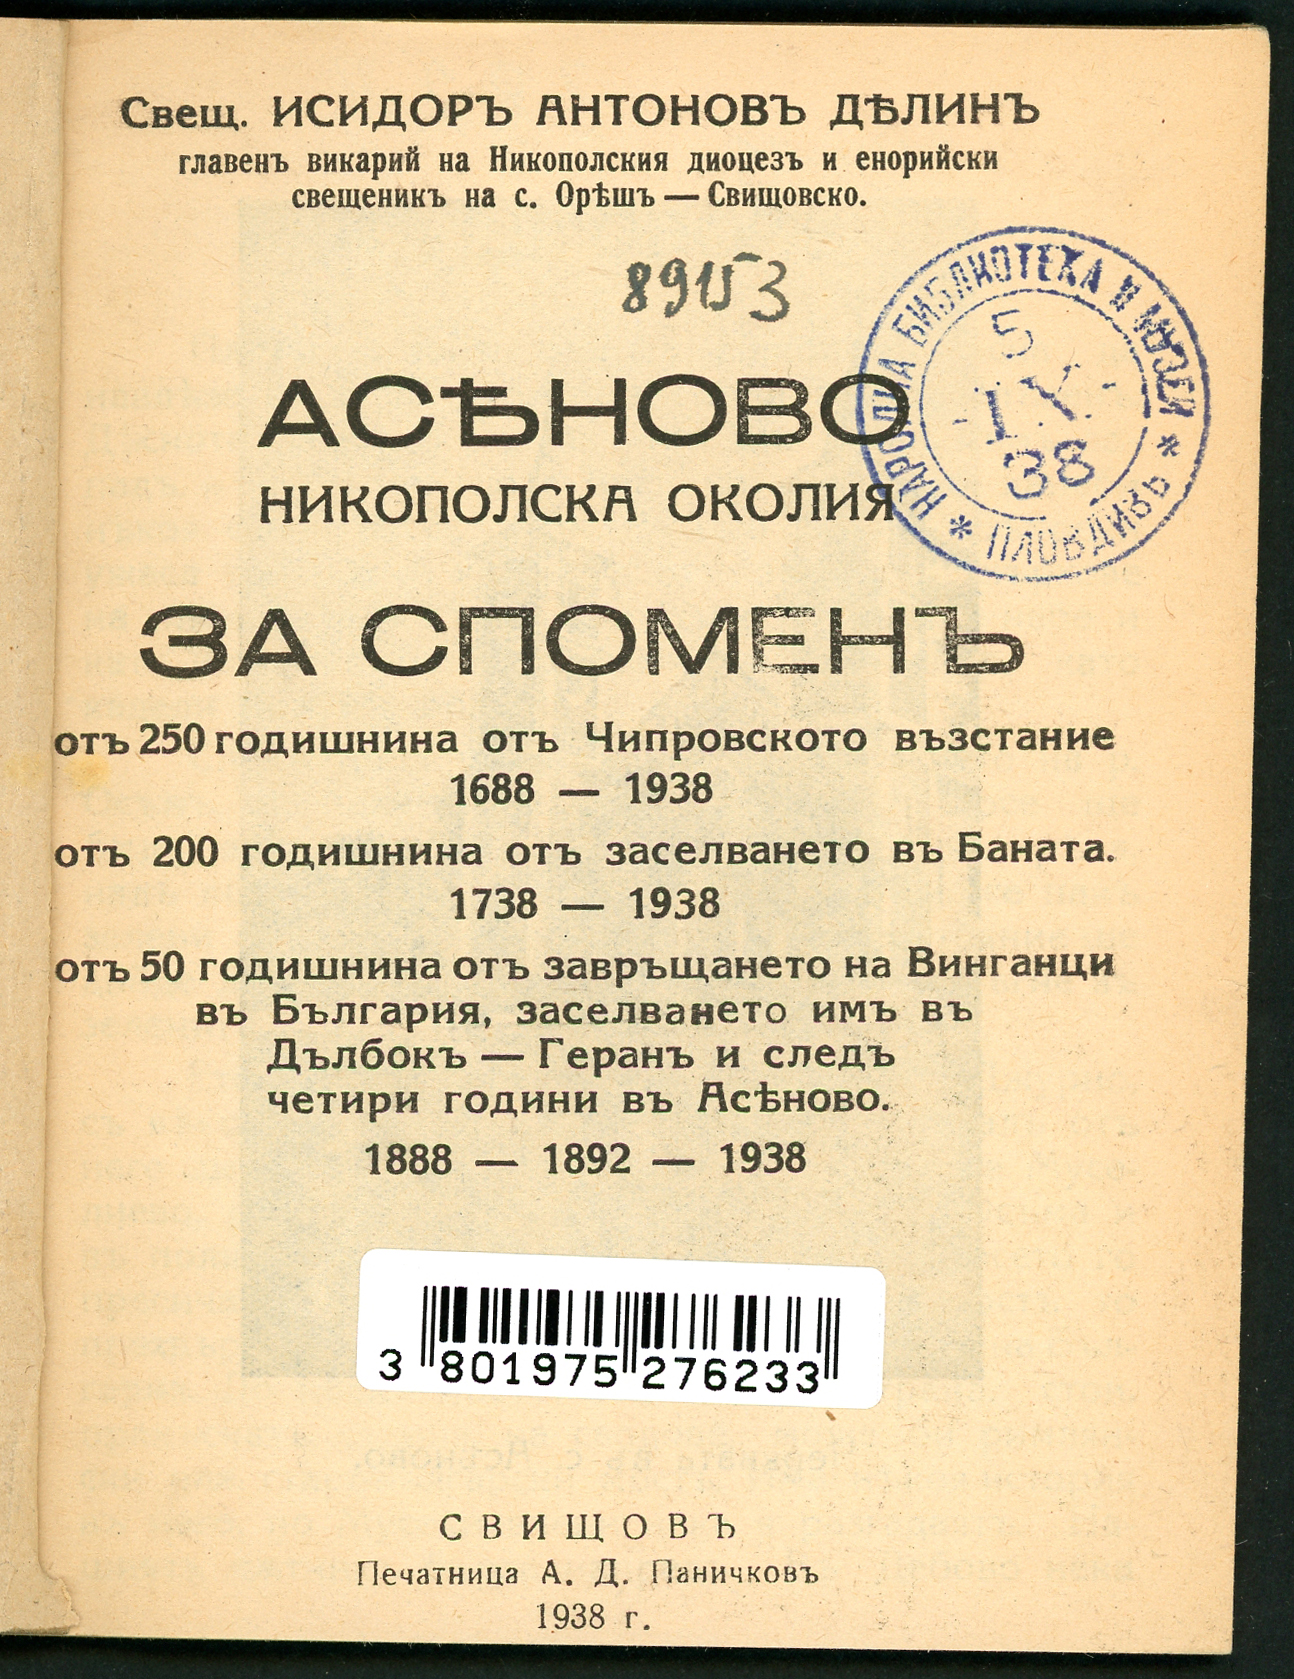 Свещ. ИСИДОРЪ АНТОНОВЪ ДѢЛИНЪ
главенъ викарий на Никополския диоцезъ и енорийски
свещеникъ на с. Орѣшъ — Свищовско.
89153
НАРОДНА БИБЛИОТЕКА И МУЗЕЙ * ПЛОВДИВЪ *
5
IX
38
АСѢНОВО
НИКОПОЛСКА ОКОЛИЯ
ЗА СПОМЕНЪ
отъ 250 годишнина отъ Чипровското възстание
1688 — 1938
отъ 200 годишнина отъ заселването въ Баната.
1738 — 1938
отъ 50 годишнина отъ завръщането на Винганци
въ България, заселването имъ въ
Дълбокъ — Геранъ и следъ
четири години въ Асѣново.
1888 — 1892 — 1938
3 801975 276233
СВИЩОВЪ
Печатница А. Д. Паничковъ
1938 г.